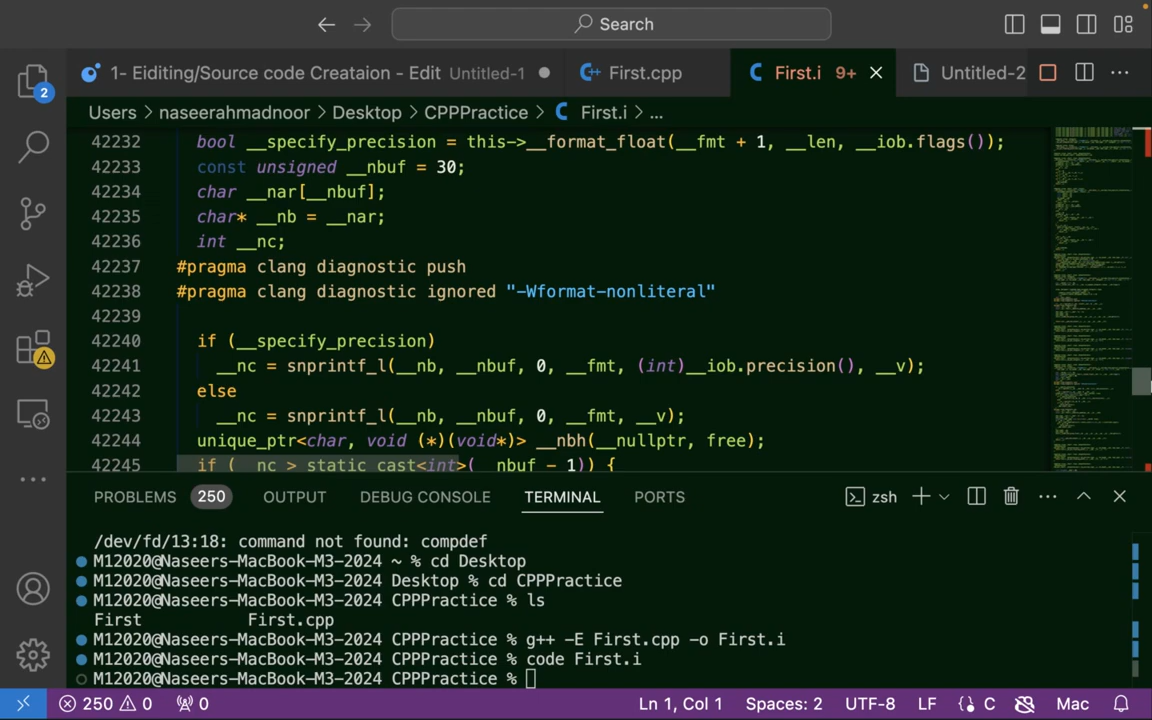 Search
1- Eiditing/Source code Creataion - Edit Untitled-1
First.cpp
First.i 9+
Untitled-2
Users > naseerahmadnoor > Desktop > CPPPractice > First.i > ...
2
42232 bool __specify_precision = this->__format_float(__fmt + 1, __len, __iob.flags());
42233 const unsigned __nbuf = 30;
42234 char __nar[__nbuf];
42235 char* __nb = __nar;
42236 int __nc;
42237 #pragma clang diagnostic push
42238 #pragma clang diagnostic ignored "-Wformat-nonliteral"
42239
42240 if (__specify_precision)
42241 __nc = snprintf_l(__nb, __nbuf, 0, __fmt, (int)__iob.precision(), __v);
42242 else
42243 __nc = snprintf_l(__nb, __nbuf, 0, __fmt, __v);
42244 unique_ptr<char, void (*)(void*)> __nbh(__nullptr, free);
42245 if (__nc > static_cast<int>(__nbuf - 1)) {
PROBLEMS 250 OUTPUT DEBUG CONSOLE TERMINAL PORTS zsh
/dev/fd/13:18: command not found: compdef
M12020@Naseers-MacBook-M3-2024 ~ % cd Desktop
M12020@Naseers-MacBook-M3-2024 Desktop % cd CPPPractice
M12020@Naseers-MacBook-M3-2024 CPPPractice % ls
First First.cpp
M12020@Naseers-MacBook-M3-2024 CPPPractice % g++ -E First.cpp -o First.i
M12020@Naseers-MacBook-M3-2024 CPPPractice % code First.i
M12020@Naseers-MacBook-M3-2024 CPPPractice %
250 0 0 Ln 1, Col 1 Spaces: 2 UTF-8 LF C Mac